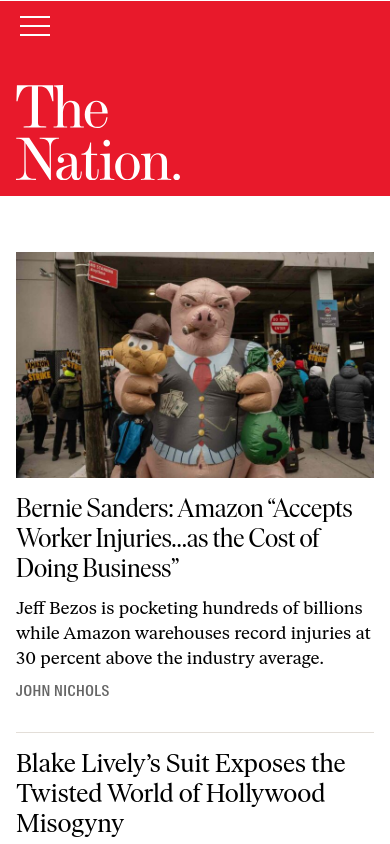 The
Nation.
STRIKE
Bernie Sanders: Amazon “Accepts
Worker Injuries…as the Cost of
Doing Business”
Jeff Bezos is pocketing hundreds of billions
while Amazon warehouses record injuries at
30 percent above the industry average.
JOHN NICHOLS
Blake Lively’s Suit Exposes the
Twisted World of Hollywood
Misogyny